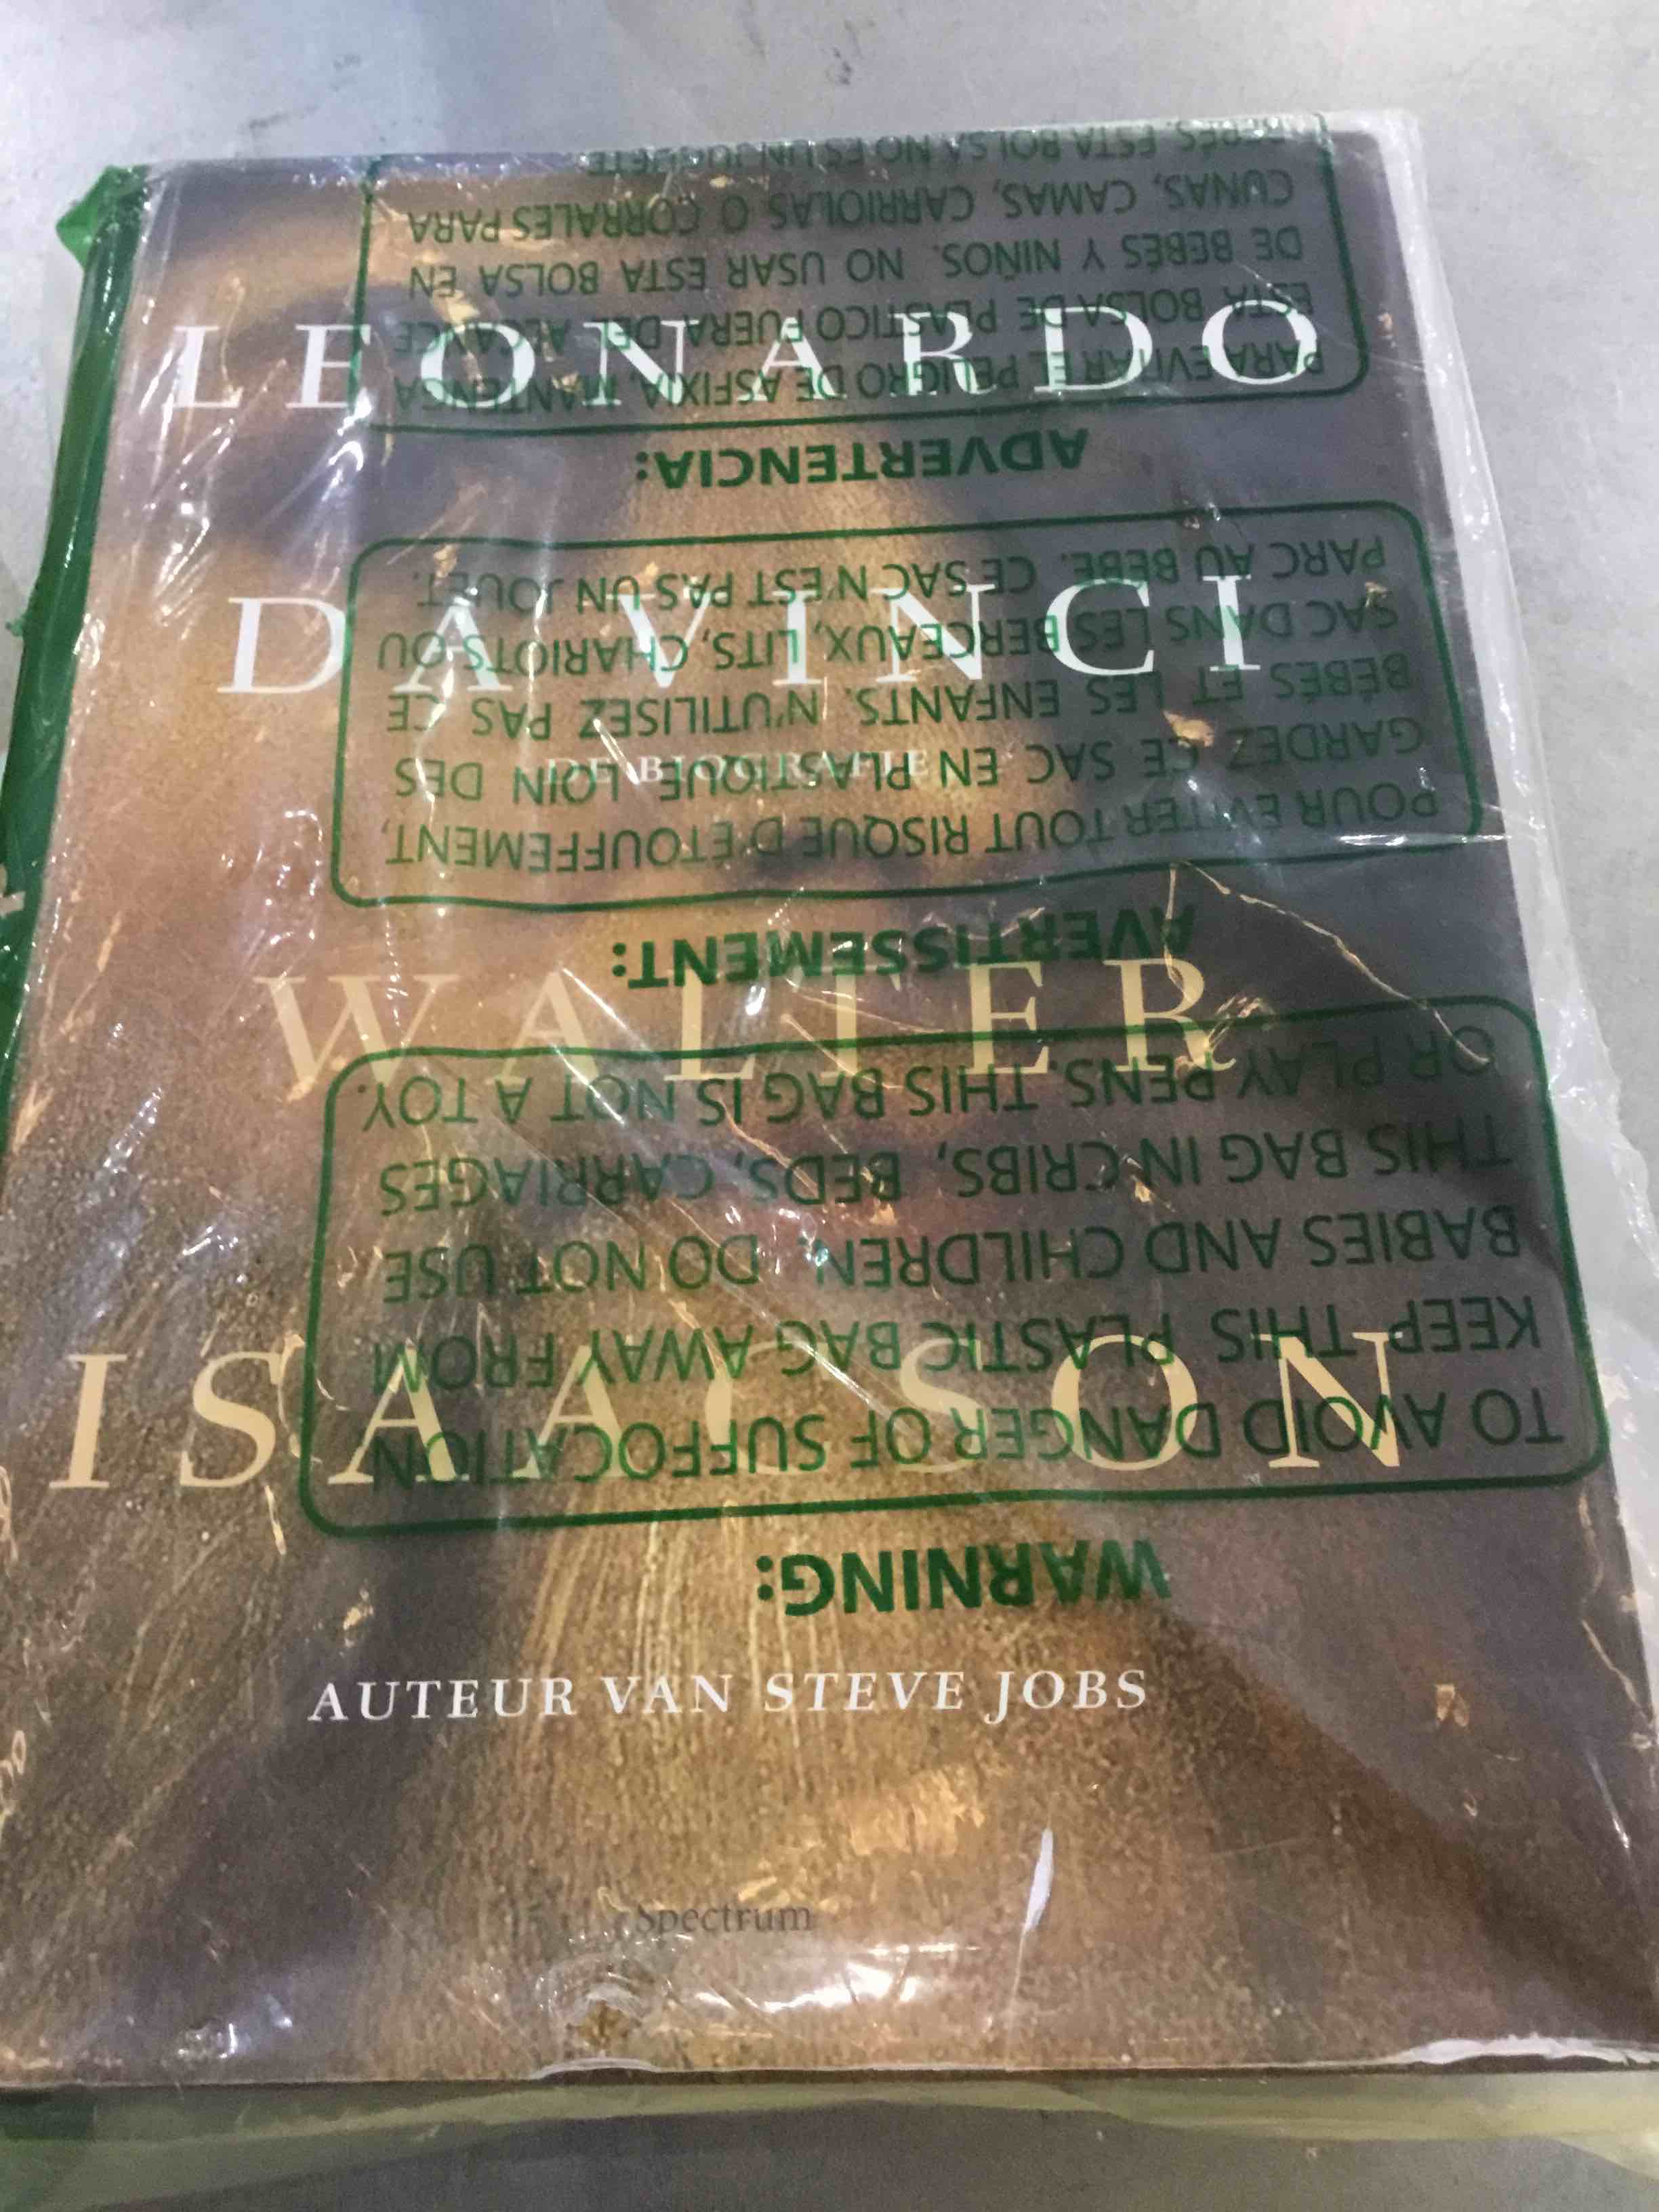 LEONARDO
DA VINCI
DE BIOGRAFIE
WALTER
ISAACSON
AUTEUR VAN STEVE JOBS
Spectrum
WARNING:
TO AVOID DANGER OF SUFFOCATION
KEEP THIS PLASTIC BAG AWAY FROM
BABIES AND CHILDREN. DO NOT USE
THIS BAG IN CRIBS, BEDS, CARRIAGES
OR PLAY PENS. THIS BAG IS NOT A TOY.
AVERTISSEMENT:
POUR EVITER TOUT RISQUE D'ETOUFFEMENT,
GARDEZ CE SAC EN PLASTIQUE LOIN DES
BÉBÉS ET LES ENFANTS. N'UTILISEZ PAS CE
SAC DANS LES BERCEAUX, LITS, CHARIOTS OU
PARC AU BEBE. CE SAC N'EST PAS UN JOUET.
ADVERTENCIA:
PARA EVITAR EL PELIGRO DE ASFIXIA, MANTENGA
ESTA BOLSA DE PLASTICO FUERA DEL ALCANCE
DE BEBÉS Y NIÑOS. NO USAR ESTA BOLSA EN
CUNAS, CAMAS, CARRIOLAS O CORRALES PARA
BEBÉS. ESTA BOLSA NO ES UN JUGUETE.